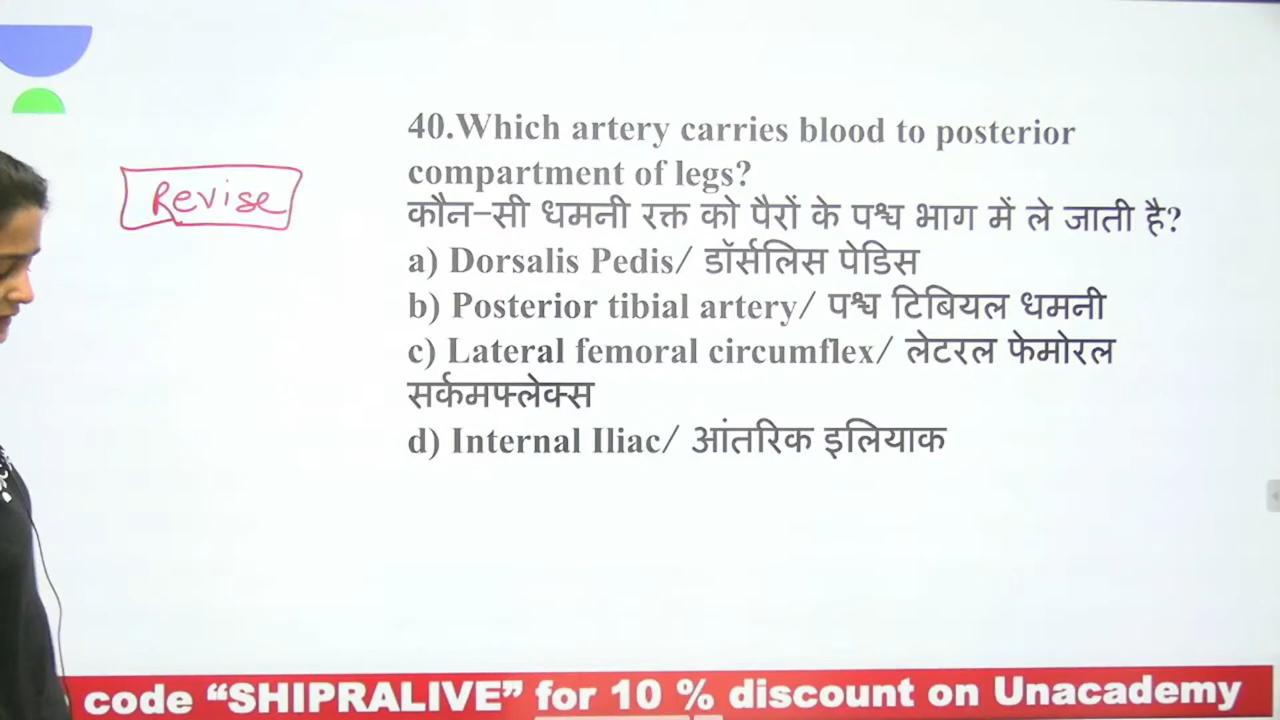 Revise
40.Which artery carries blood to posterior
compartment of legs?
कौन-सी धमनी रक्त को पैरों के पश्च भाग में ले जाती है?
a) Dorsalis Pedis/ डॉर्सलिस पेडिस
b) Posterior tibial artery/ पश्च टिबियल धमनी
c) Lateral femoral circumflex/ लेटरल फेमोरल
सर्कमफ्लेक्स
d) Internal Iliac/ आंतरिक इलियाक
code “SHIPRALIVE” for 10 % discount on Unacademy